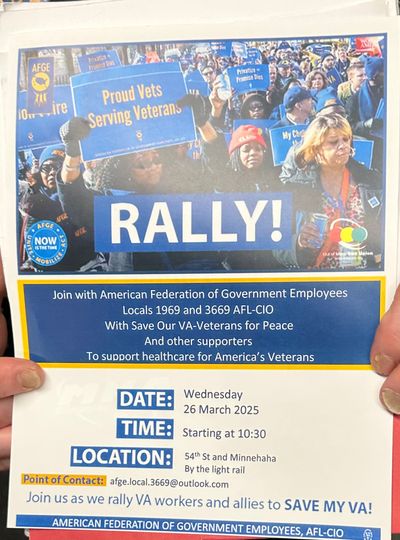 AFGE
Proud Vets
Serving Veterans
RALLY!
AFGE
NOW
IS THE TIME
Join with American Federation of Government Employees
Locals 1969 and 3669 AFL-CIO
With Save Our VA-Veterans for Peace
And other supporters
To support healthcare for America's Veterans
DATE: Wednesday
26 March 2025
TIME: Starting at 10:30
LOCATION: 54th St and Minnehaha
By the light rail
Point of Contact: afge.local.3669@outlook.com
Join us as we rally VA workers and allies to SAVE MY VA!
AMERICAN FEDERATION OF GOVERNMENT EMPLOYEES, AFL-CIO